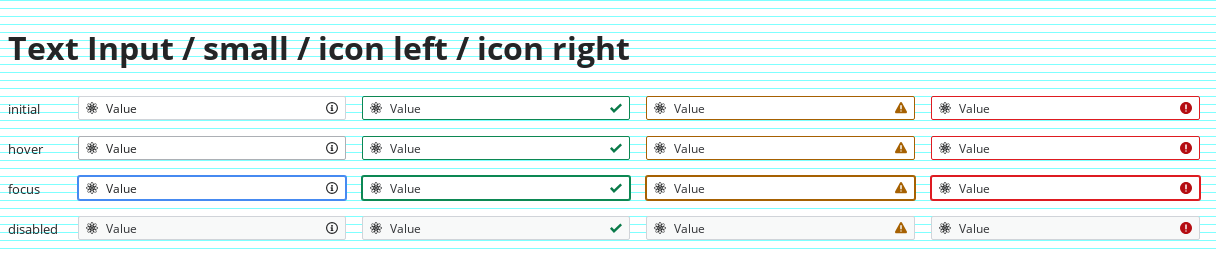 Text Input / small / icon left / icon right
initial Value Value Value Value
hover Value Value Value Value
focus Value Value Value Value
disabled Value Value Value Value